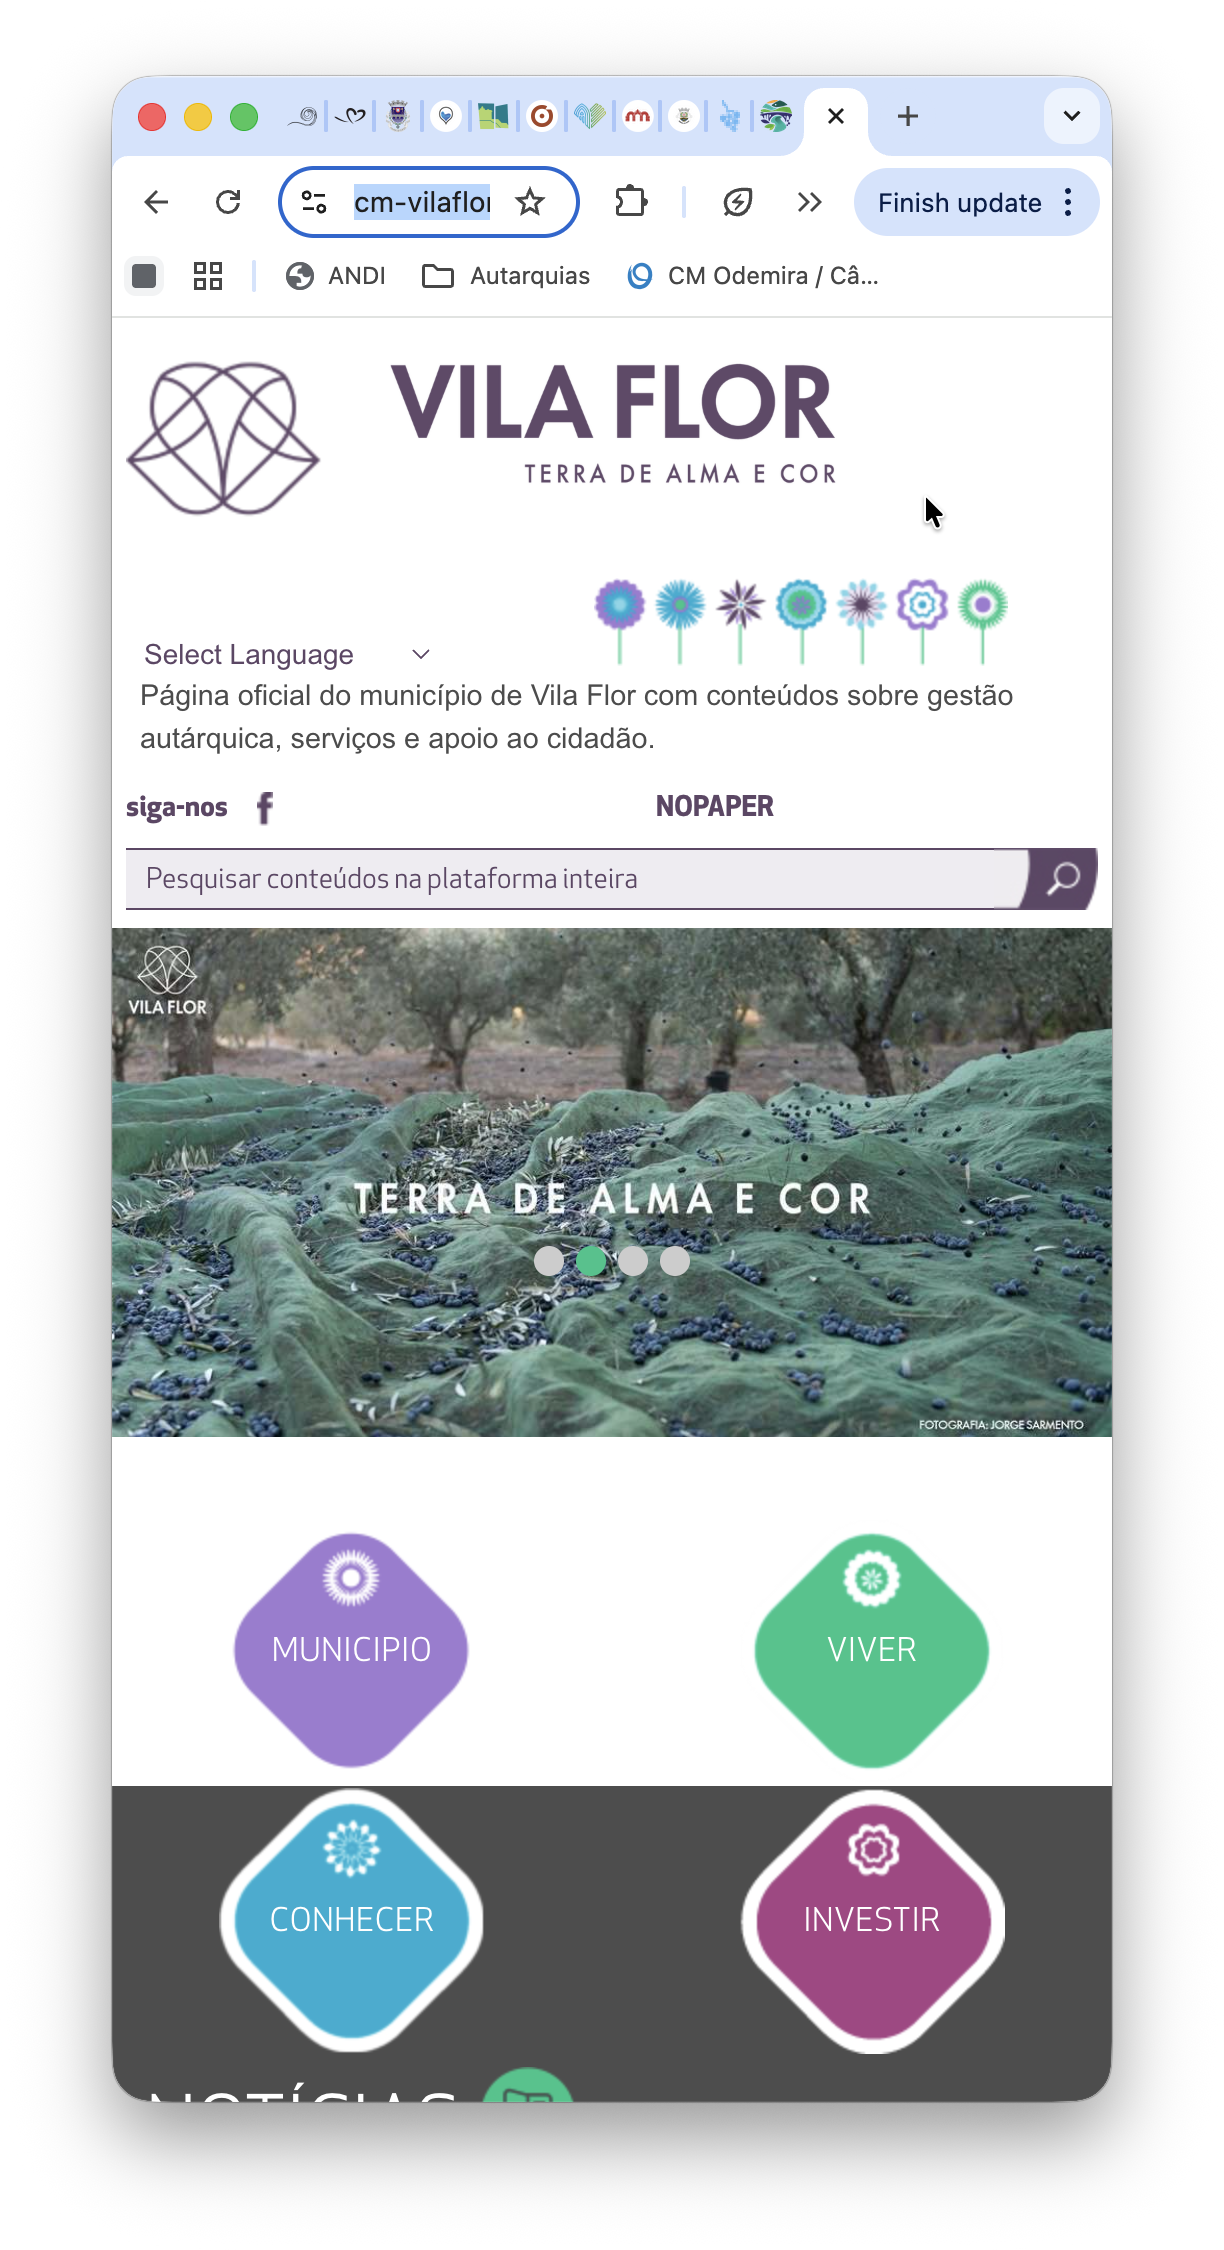 cm-vilaflor
Finish update
ANDI
Autarquias
CM Odemira / Câ...
VILA FLOR
TERRA DE ALMA E COR
Select Language
Página oficial do município de Vila Flor com conteúdos sobre gestão
autárquica, serviços e apoio ao cidadão.
siga-nos
NOPAPER
Pesquisar conteúdos na plataforma inteira
VILA FLOR
TERRA DE ALMA E COR
FOTOGRAFIA: JORGE SARMENTO
MUNICIPIO
VIVER
CONHECER
INVESTIR
NOTÍCIAS